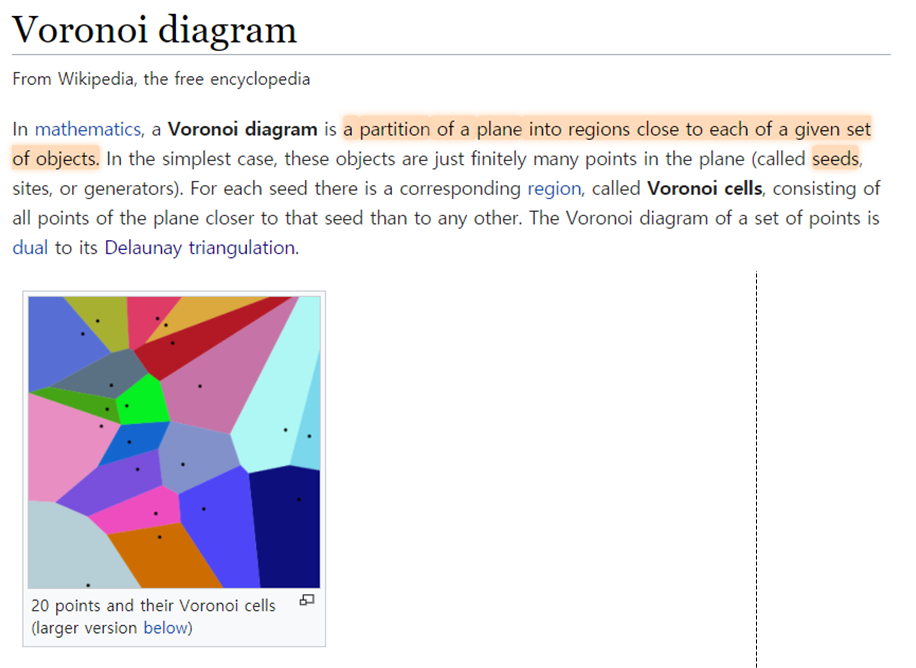 Voronoi diagram
From Wikipedia, the free encyclopedia
In mathematics, a Voronoi diagram is a partition of a plane into regions close to each of a given set
of objects. In the simplest case, these objects are just finitely many points in the plane (called seeds,
sites, or generators). For each seed there is a corresponding region, called Voronoi cells, consisting of
all points of the plane closer to that seed than to any other. The Voronoi diagram of a set of points is
dual to its Delaunay triangulation.
20 points and their Voronoi cells
(larger version below)